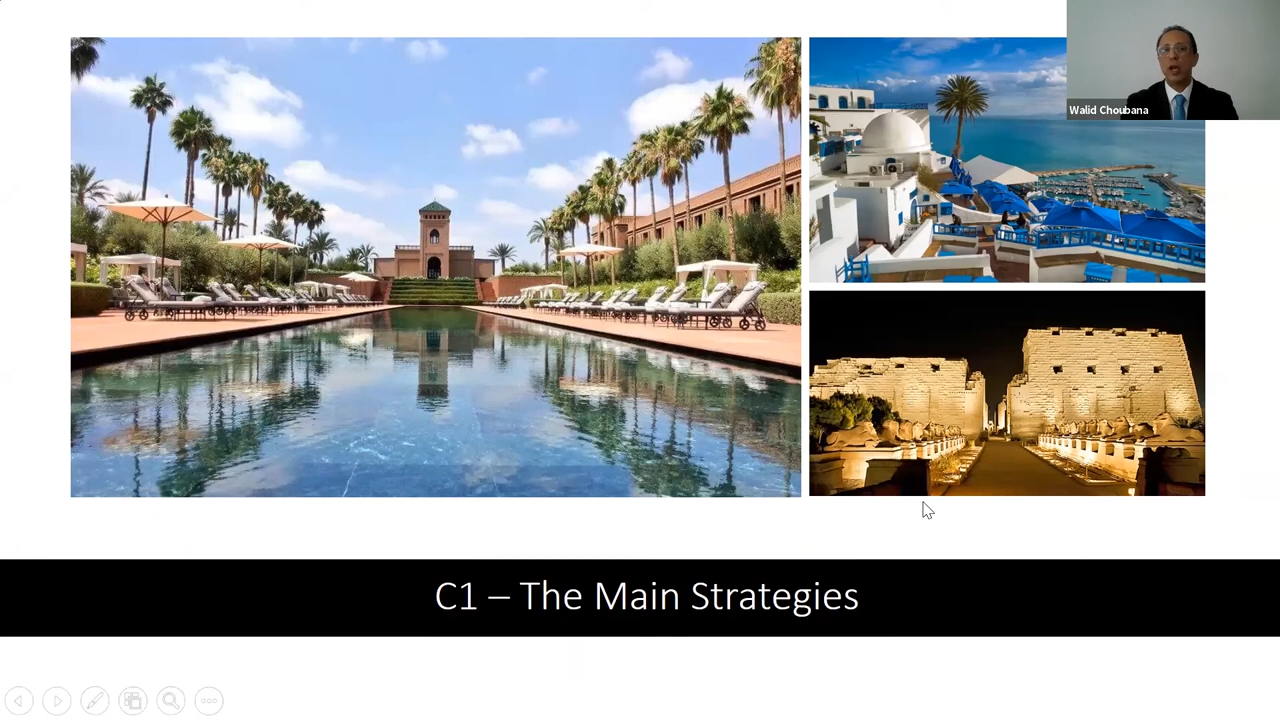 Walid Choubana
C1 – The Main Strategies